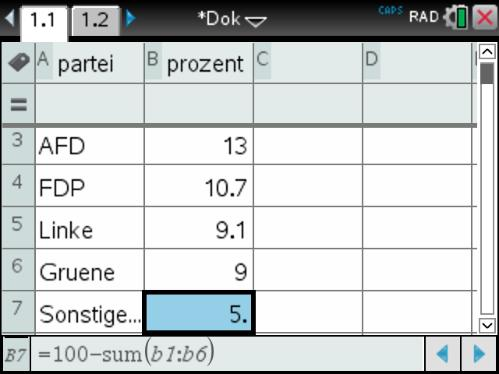 1.1 1.2 *Dok CAPS RAD
A partei B prozent C D
=
3 AFD 13
4 FDP 10.7
5 Linke 9.1
6 Gruene 9
7 Sonstige... 5.
B7 =100-sum(b1:b6)